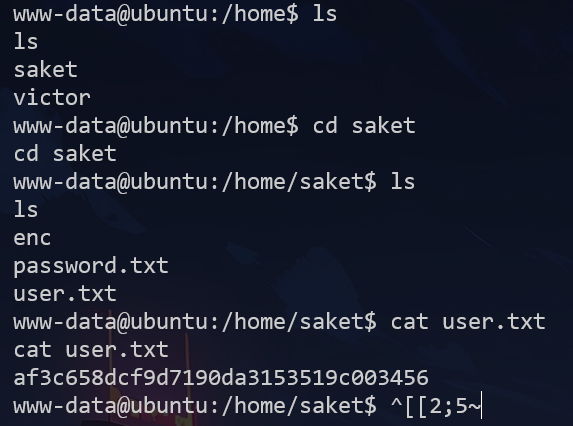 www-data@ubuntu:/home$ ls
ls
saket
victor
www-data@ubuntu:/home$ cd saket
cd saket
www-data@ubuntu:/home/saket$ ls
ls
enc
password.txt
user.txt
www-data@ubuntu:/home/saket$ cat user.txt
cat user.txt
af3c658dcf9d7190da3153519c003456
www-data@ubuntu:/home/saket$ ^[[2;5~